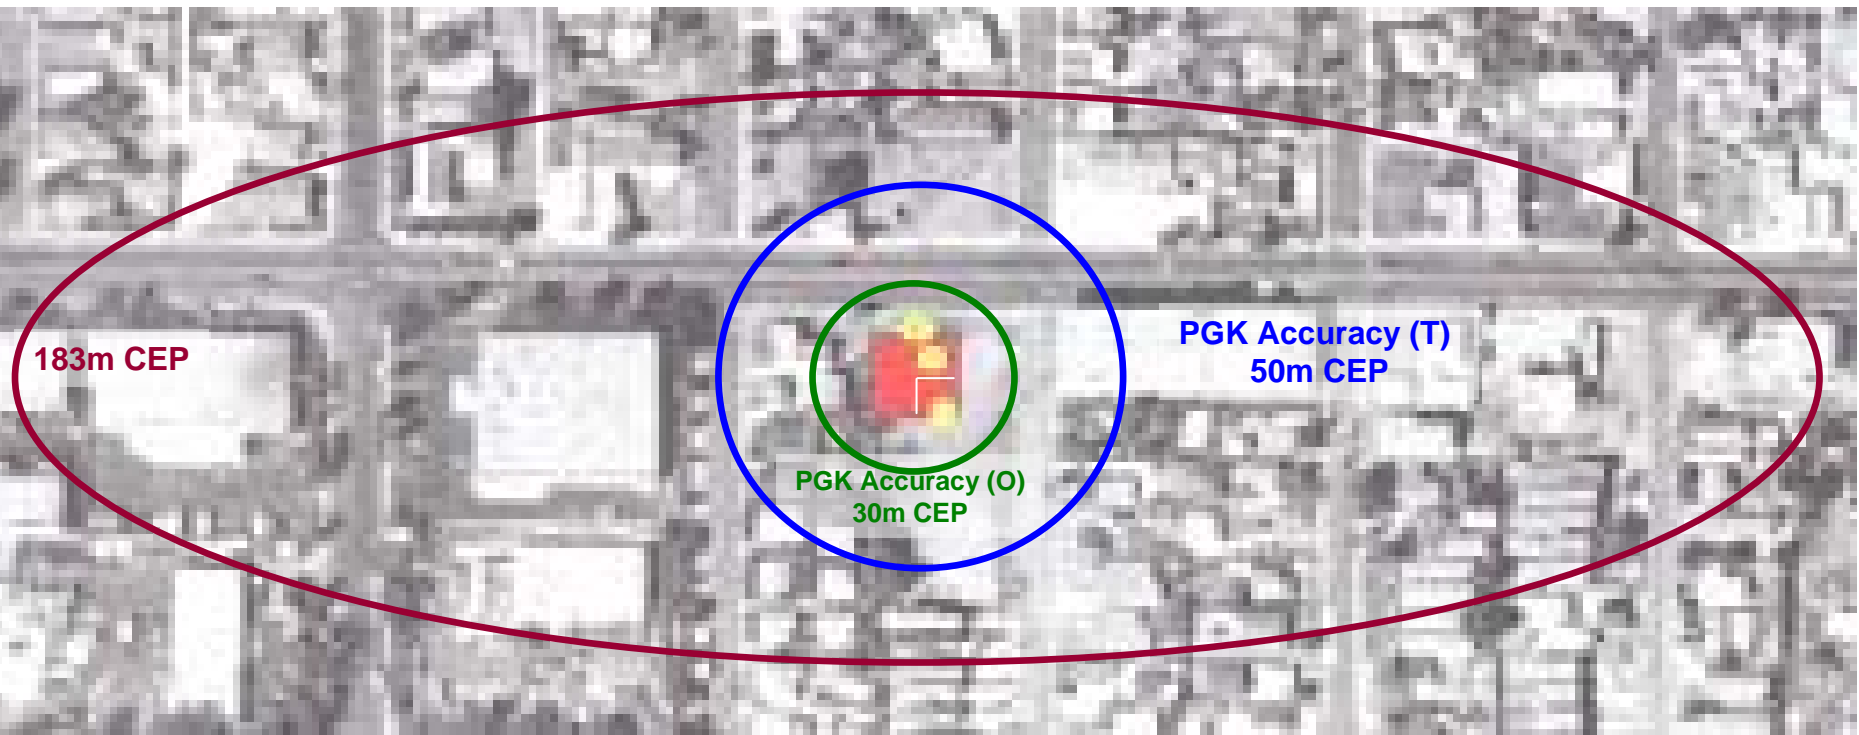 183m CEP
PGK Accuracy (T)
50m CEP
PGK Accuracy (O)
30m CEP